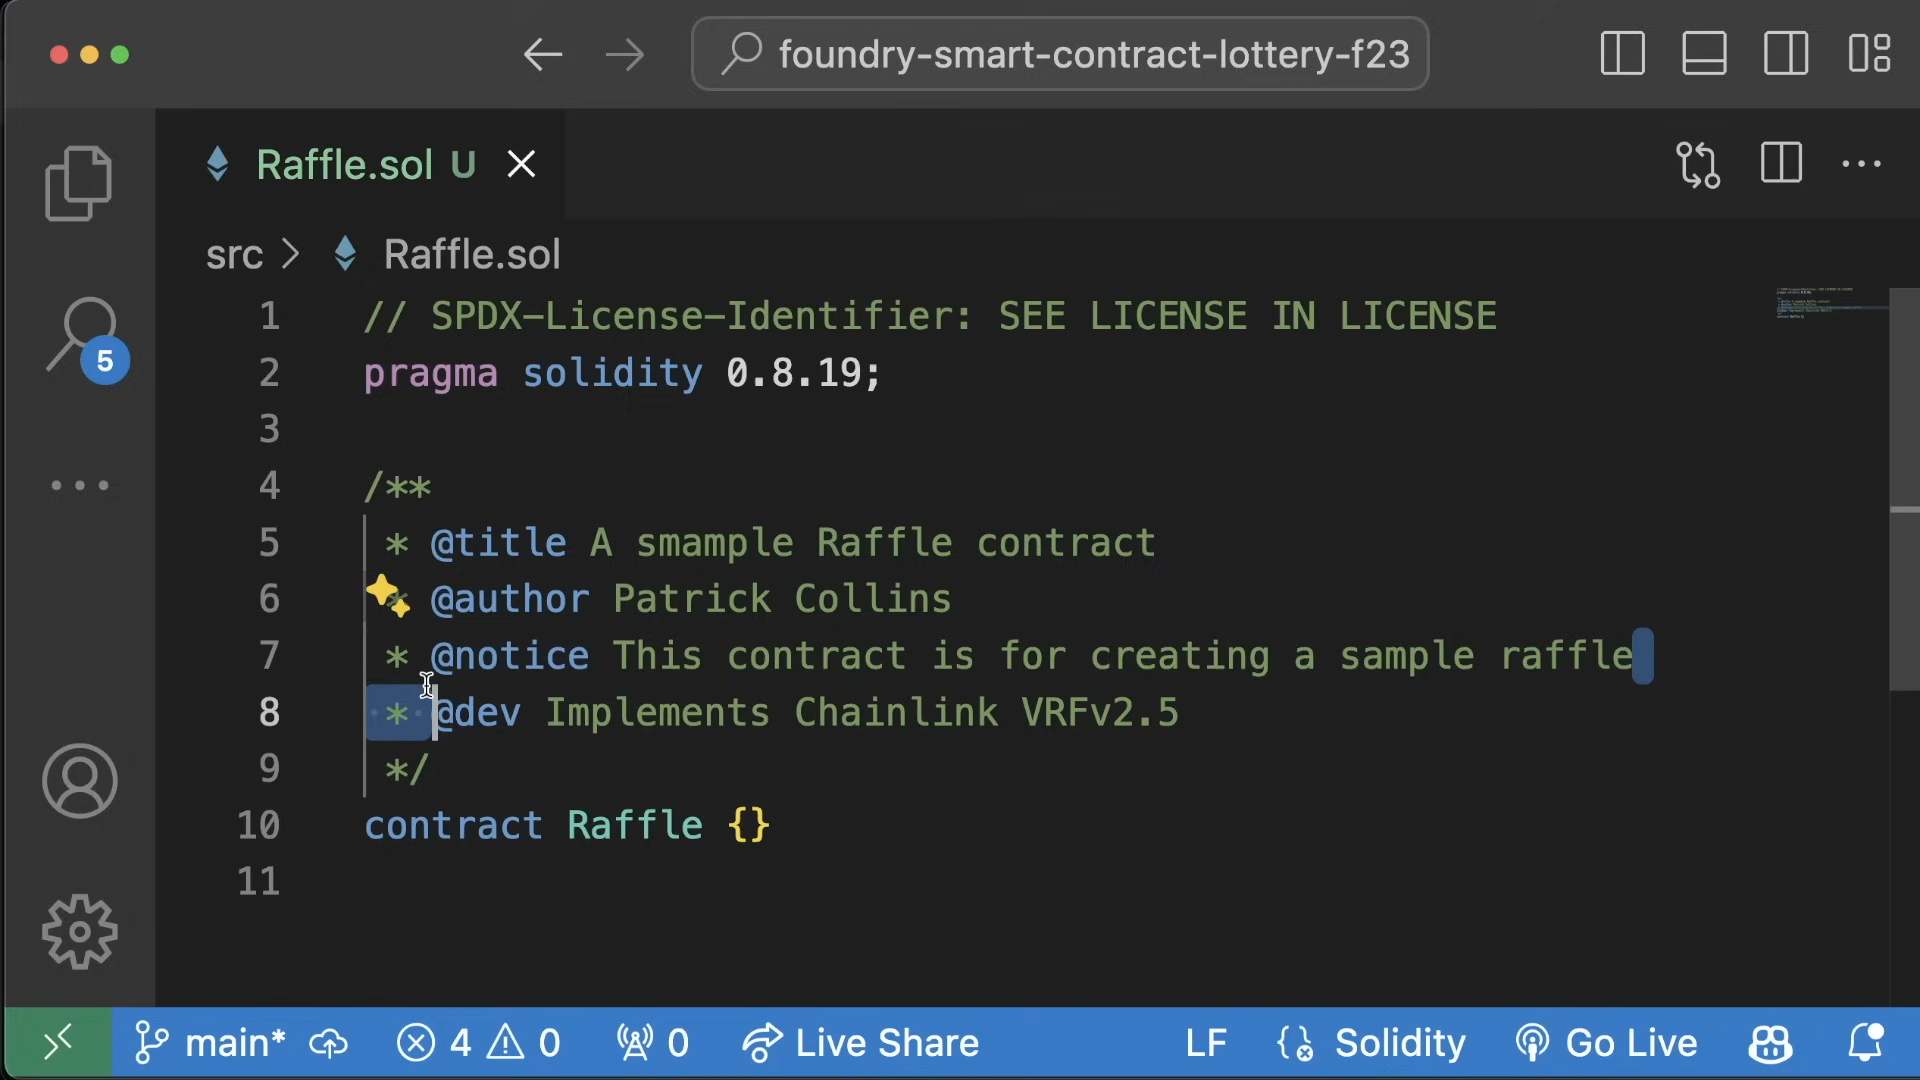 foundry-smart-contract-lottery-f23
Raffle.sol U
src > Raffle.sol
1 // SPDX-License-Identifier: SEE LICENSE IN LICENSE
2 pragma solidity 0.8.19;
3
4 /**
5 * @title A smample Raffle contract
6 * @author Patrick Collins
7 * @notice This contract is for creating a sample raffle
8 * @dev Implements Chainlink VRFv2.5
9 */
10 contract Raffle {}
11
5
main* 4 0 0 Live Share LF Solidity Go Live